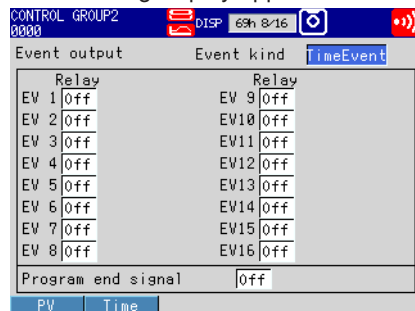 CONTROL GROUP2
0000
DISP 69h 8/16
Event output Event kind TimeEvent
Relay Relay
EV 1 Off EV 9 Off
EV 2 Off EV10 Off
EV 3 Off EV11 Off
EV 4 Off EV12 Off
EV 5 Off EV13 Off
EV 6 Off EV14 Off
EV 7 Off EV15 Off
EV 8 Off EV16 Off
Program end signal Off
PV Time